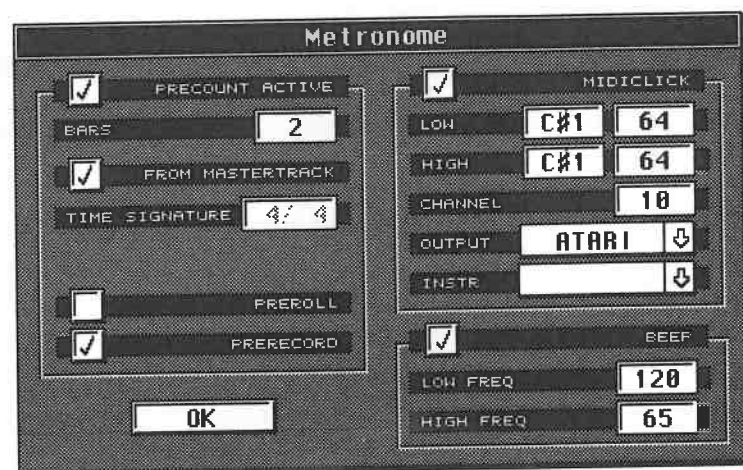 Metronome
PRECOUNT ACTIVE
BARS 2
FROM MASTERTRACK
TIME SIGNATURE 4/ 4
PREROLL
PRERECORD
OK
MIDICLICK
LOW C#1 64
HIGH C#1 64
CHANNEL 10
OUTPUT ATARI
INSTR
BEEP
LOW FREQ 120
HIGH FREQ 65